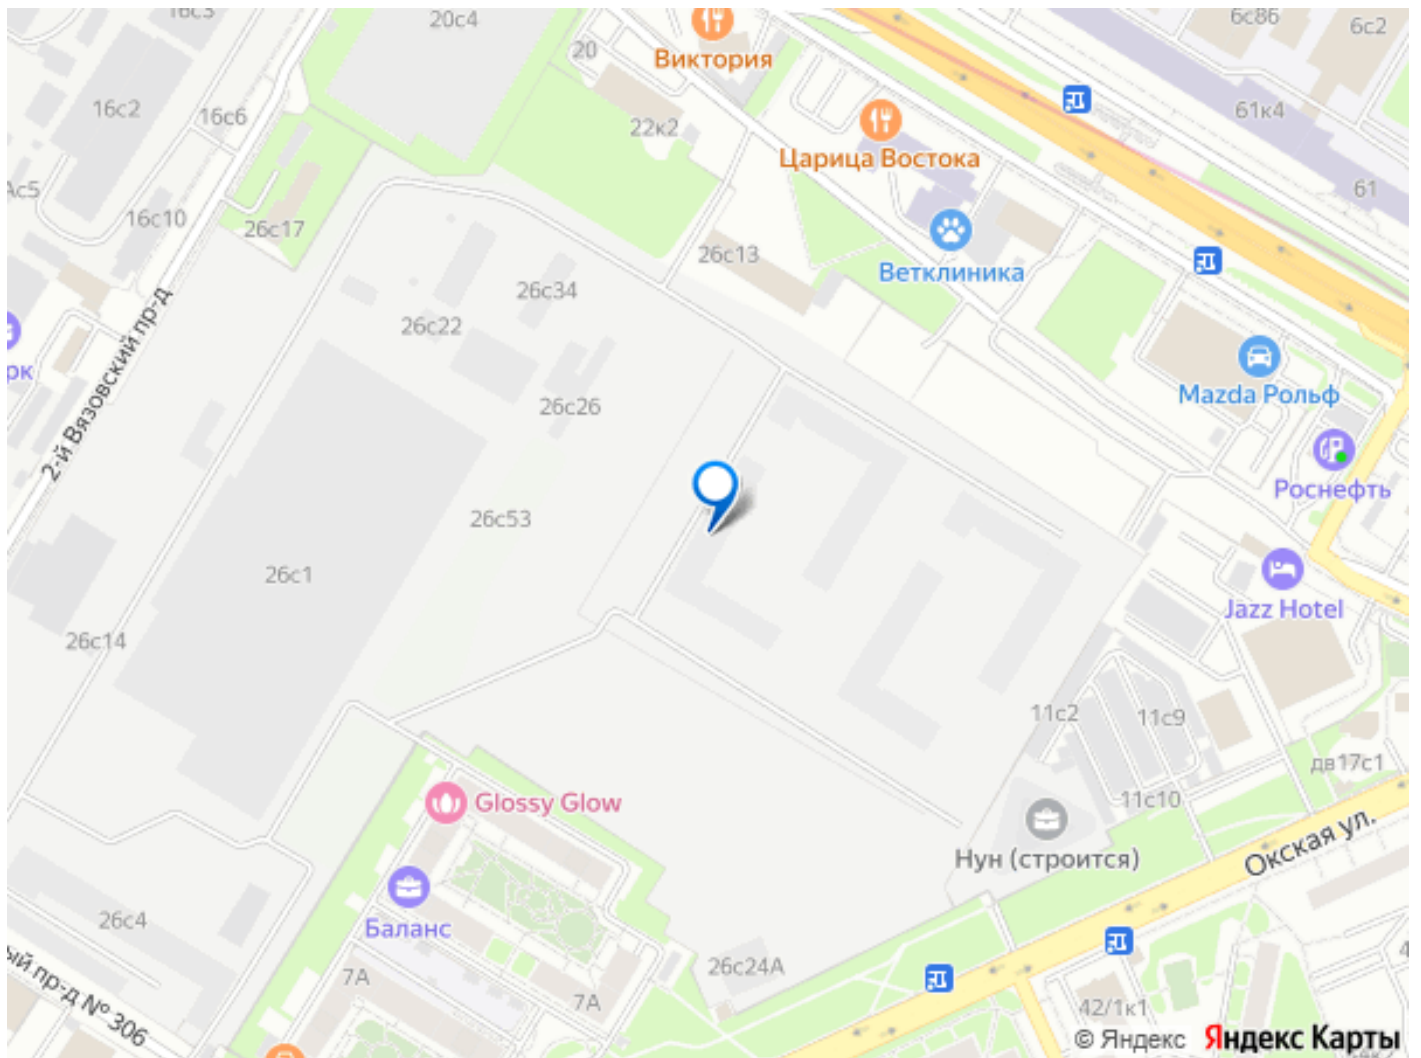 16с3
20с4
6с86
6с2
20
Виктория
16с2
16с6
22к2
61к4
Царица Востока
Ас5
61
16с10
26с17
26с13
Ветклиника
26с34
26с22
рк
Mazda Рольф
26с26
2-й Вязовский пр-д
Роснефть
26с53
26с1
Jazz Hotel
26с14
11с2
11с9
дв17с1
Glossy Glow
11с10
Нун (строится)
Окская ул.
26с4
Баланс
26с24А
7А
7А
ый пр-д № 306
42/1к1
© Яндекс Яндекс Карты